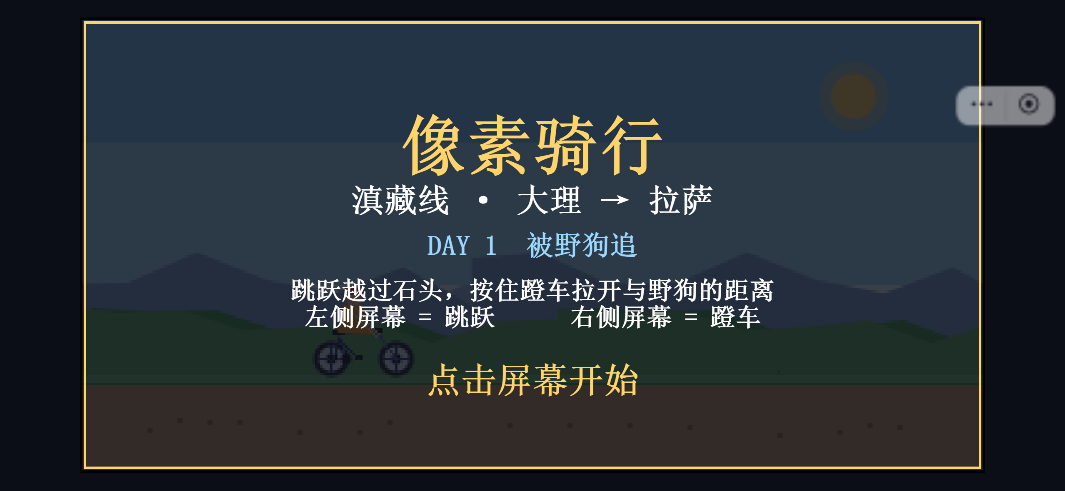 像素骑行
滇藏线 · 大理 → 拉萨
DAY 1 被野狗追
跳跃越过石头，按住蹬车拉开与野狗的距离
左侧屏幕 = 跳跃 右侧屏幕 = 蹬车
点击屏幕开始